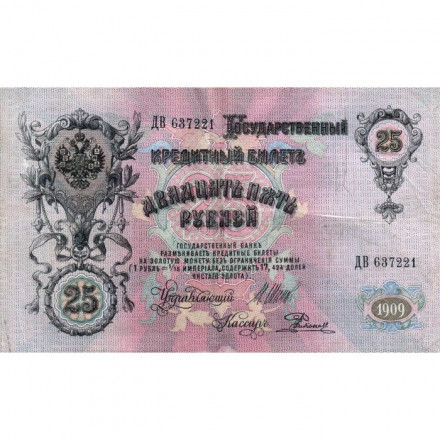 ДВ 637221 Государственный
25
Кредитный Билетъ
Двадцать пять
Рублей
Государственный банкъ
размѣниваетъ кредитные билеты
на золотую монету безъ ограниченія суммы
(1 рубль = 1/15 имперіала, содержитъ 17,424 долей
чистаго золота).
ДВ 637221
25
Управляющій
1909
Кассиръ